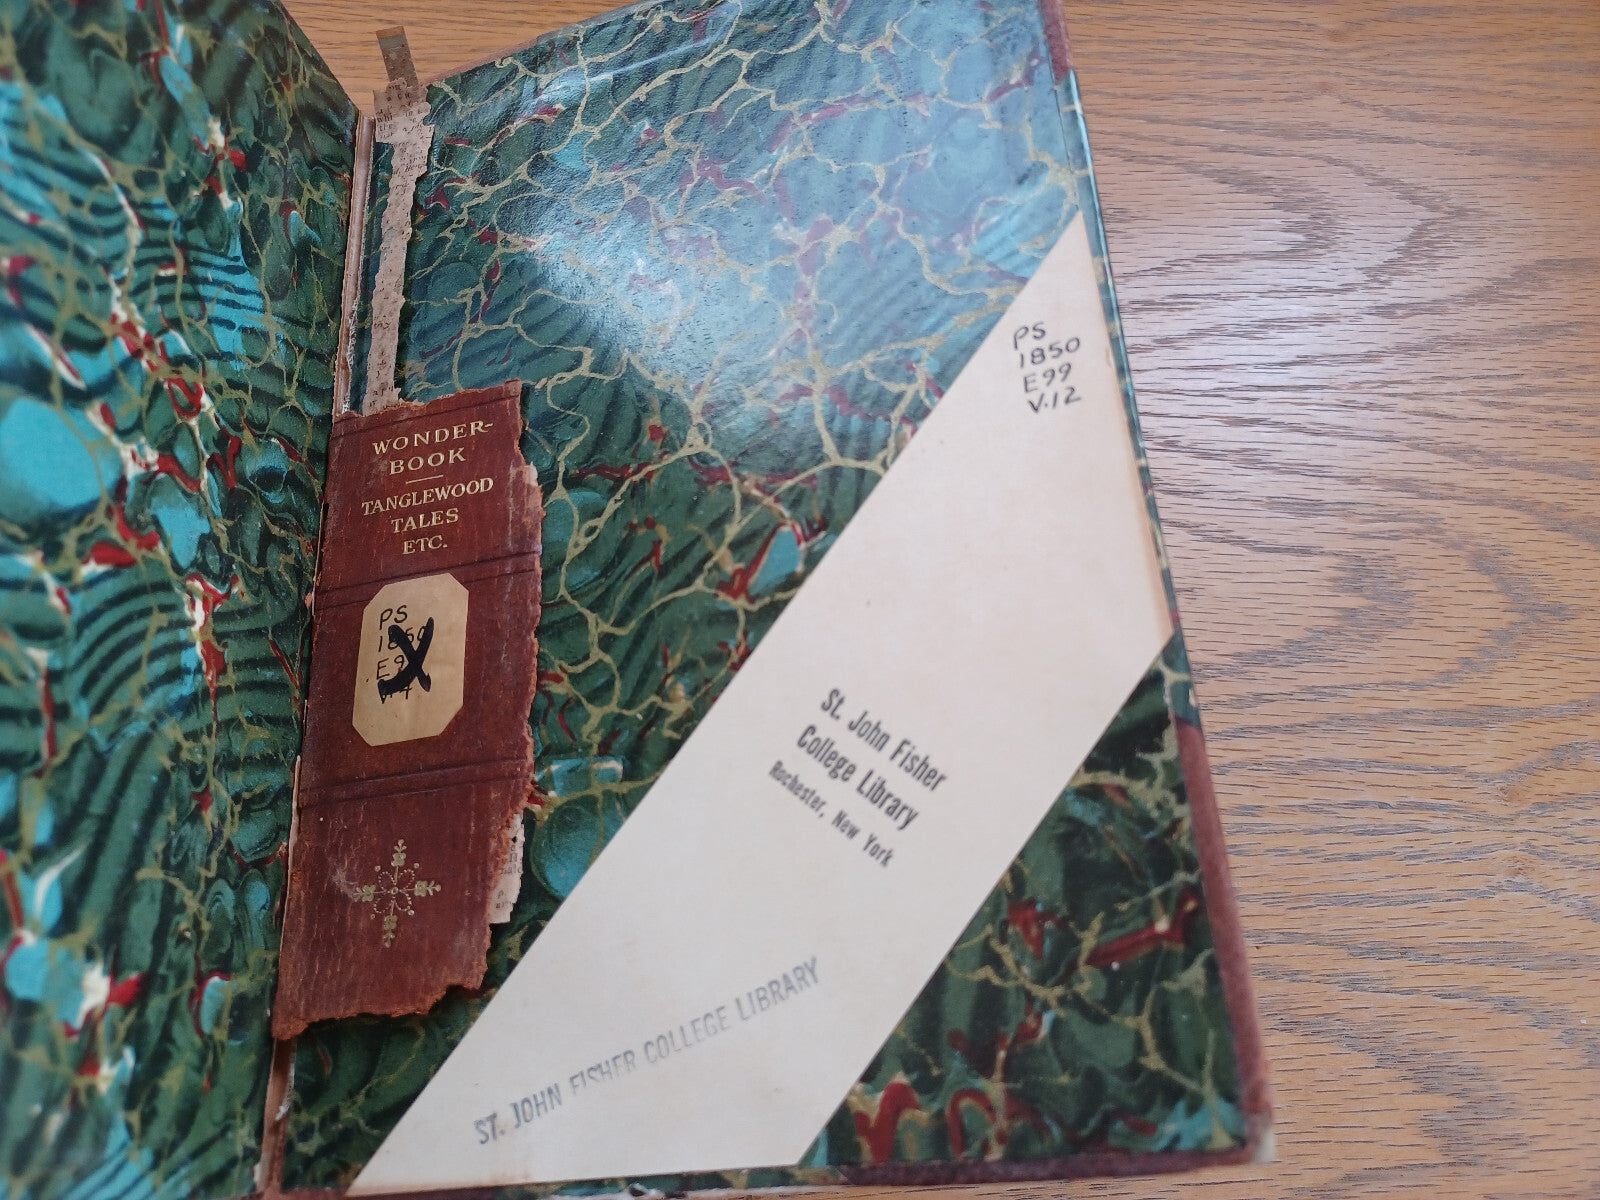 WONDER-
BOOK
TANGLEWOOD
TALES
ETC.
PS
1850
PS
1850
E99
V.12
St. John Fisher
College Library
Rochester, New York
ST. JOHN FISHER COLLEGE LIBRARY